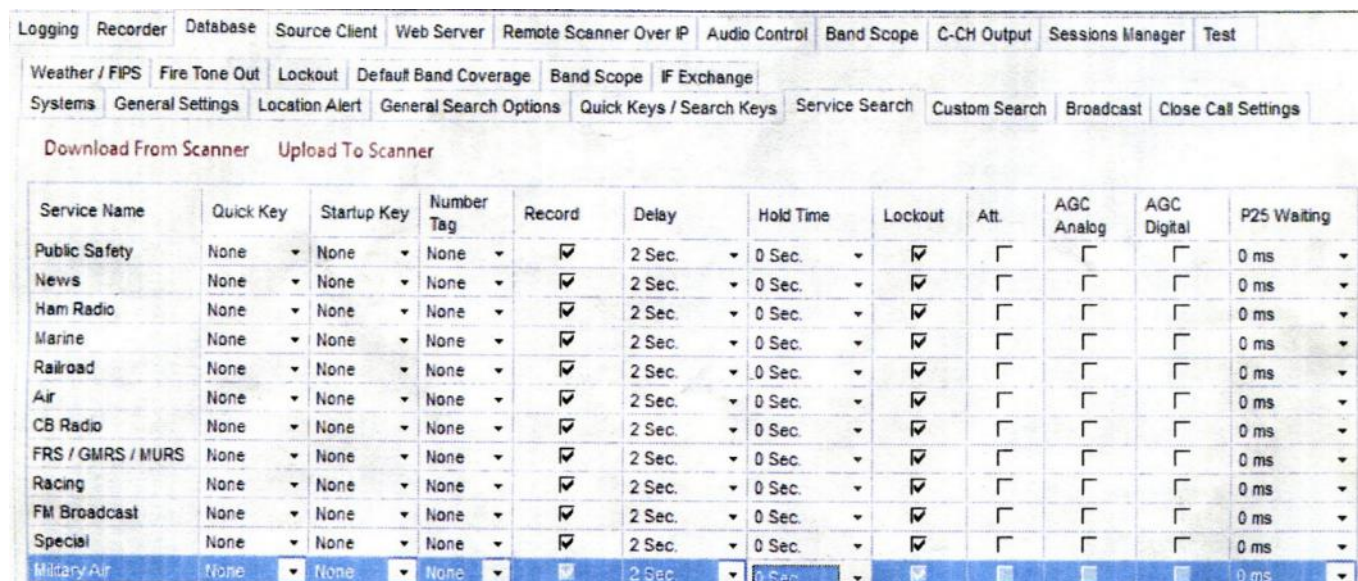 Logging Recorder Database Source Client Web Server Remote Scanner Over IP Audio Control Band Scope C-CH Output Sessions Manager Test
Weather / FIPS Fire Tone Out Lockout Default Band Coverage Band Scope IF Exchange
Systems General Settings Location Alert General Search Options Quick Keys / Search Keys Service Search Custom Search Broadcast Close Call Settings
Download From Scanner Upload To Scanner
Service Name Quick Key Startup Key Number Tag Record Delay Hold Time Lockout Att. AGC Analog AGC Digital P25 Waiting
Public Safety None None None 2 Sec. 0 Sec. 0 ms
News None None None 2 Sec. 0 Sec. 0 ms
Ham Radio None None None 2 Sec. 0 Sec. 0 ms
Marine None None None 2 Sec. 0 Sec. 0 ms
Railroad None None None 2 Sec. 0 Sec. 0 ms
Air None None None 2 Sec. 0 Sec. 0 ms
CB Radio None None None 2 Sec. 0 Sec. 0 ms
FRS / GMRS / MURS None None None 2 Sec. 0 Sec. 0 ms
Racing None None None 2 Sec. 0 Sec. 0 ms
FM Broadcast None None None 2 Sec. 0 Sec. 0 ms
Special None None None 2 Sec. 0 Sec. 0 ms
Military Air None None None 2 Sec. 0 Sec. 0 ms